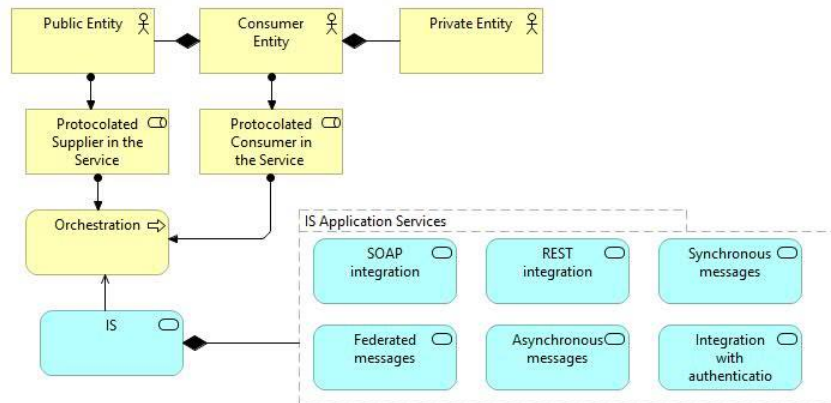 Public Entity
Consumer
Entity
Private Entity
Protocolated
Supplier in the
Service
Protocolated
Consumer in
the Service
Orchestration
IS Application Services
SOAP
integration
REST
integration
Synchronous
messages
IS
Federated
messages
Asynchronous
messages
Integration
with
authenticatio